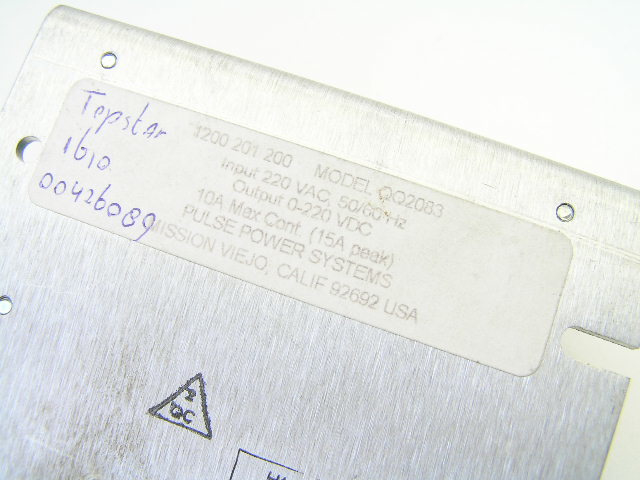 Topstar
1610
00426089
1200 201 200 MODEL QQ2083
Input 220 VAC, 50/60 Hz
Output 0-220 VDC
10A Max Cont (15A peak)
PULSE POWER SYSTEMS
MISSION VIEJO, CALIF 92692 USA
2
QC